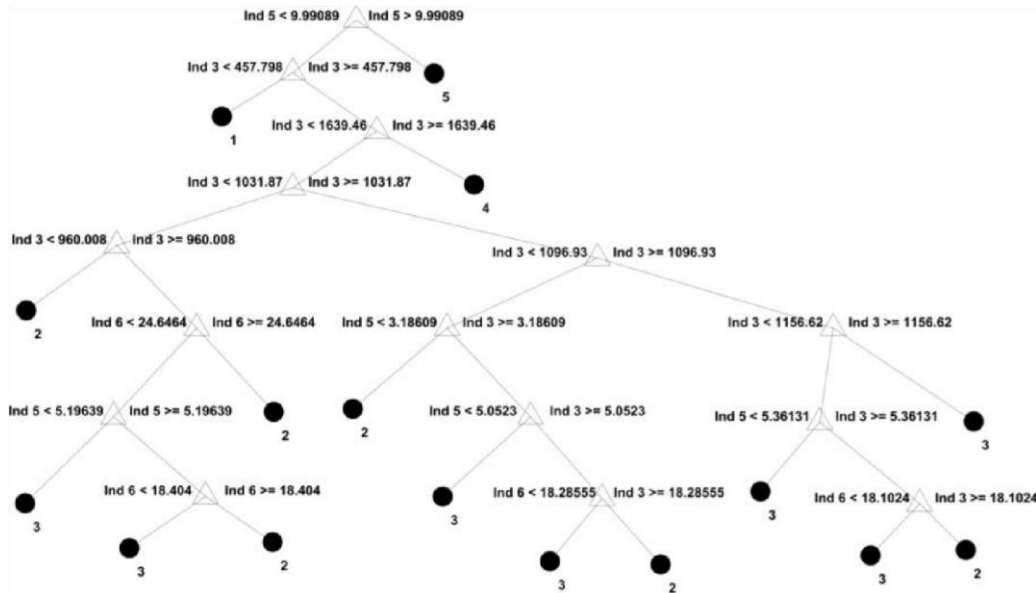 Ind 5 < 9.99089 Ind 5 > 9.99089
Ind 3 < 457.798 Ind 3 >= 457.798
5
1
Ind 3 < 1639.46 Ind 3 >= 1639.46
Ind 3 < 1031.87 Ind 3 >= 1031.87
4
Ind 3 < 960.008 Ind 3 >= 960.008
Ind 3 < 1096.93 Ind 3 >= 1096.93
2
Ind 6 < 24.6464 Ind 6 >= 24.6464
Ind 5 < 3.18609 Ind 3 >= 3.18609
Ind 3 < 1156.62 Ind 3 >= 1156.62
Ind 5 < 5.19639 Ind 5 >= 5.19639
2
2
Ind 5 < 5.0523 Ind 3 >= 5.0523
Ind 5 < 5.36131 Ind 3 >= 5.36131
3
3
Ind 6 < 18.404 Ind 6 >= 18.404
3
Ind 6 < 18.28555 Ind 3 >= 18.28555
3
Ind 6 < 18.1024 Ind 3 >= 18.1024
3
2
3
2
3
2